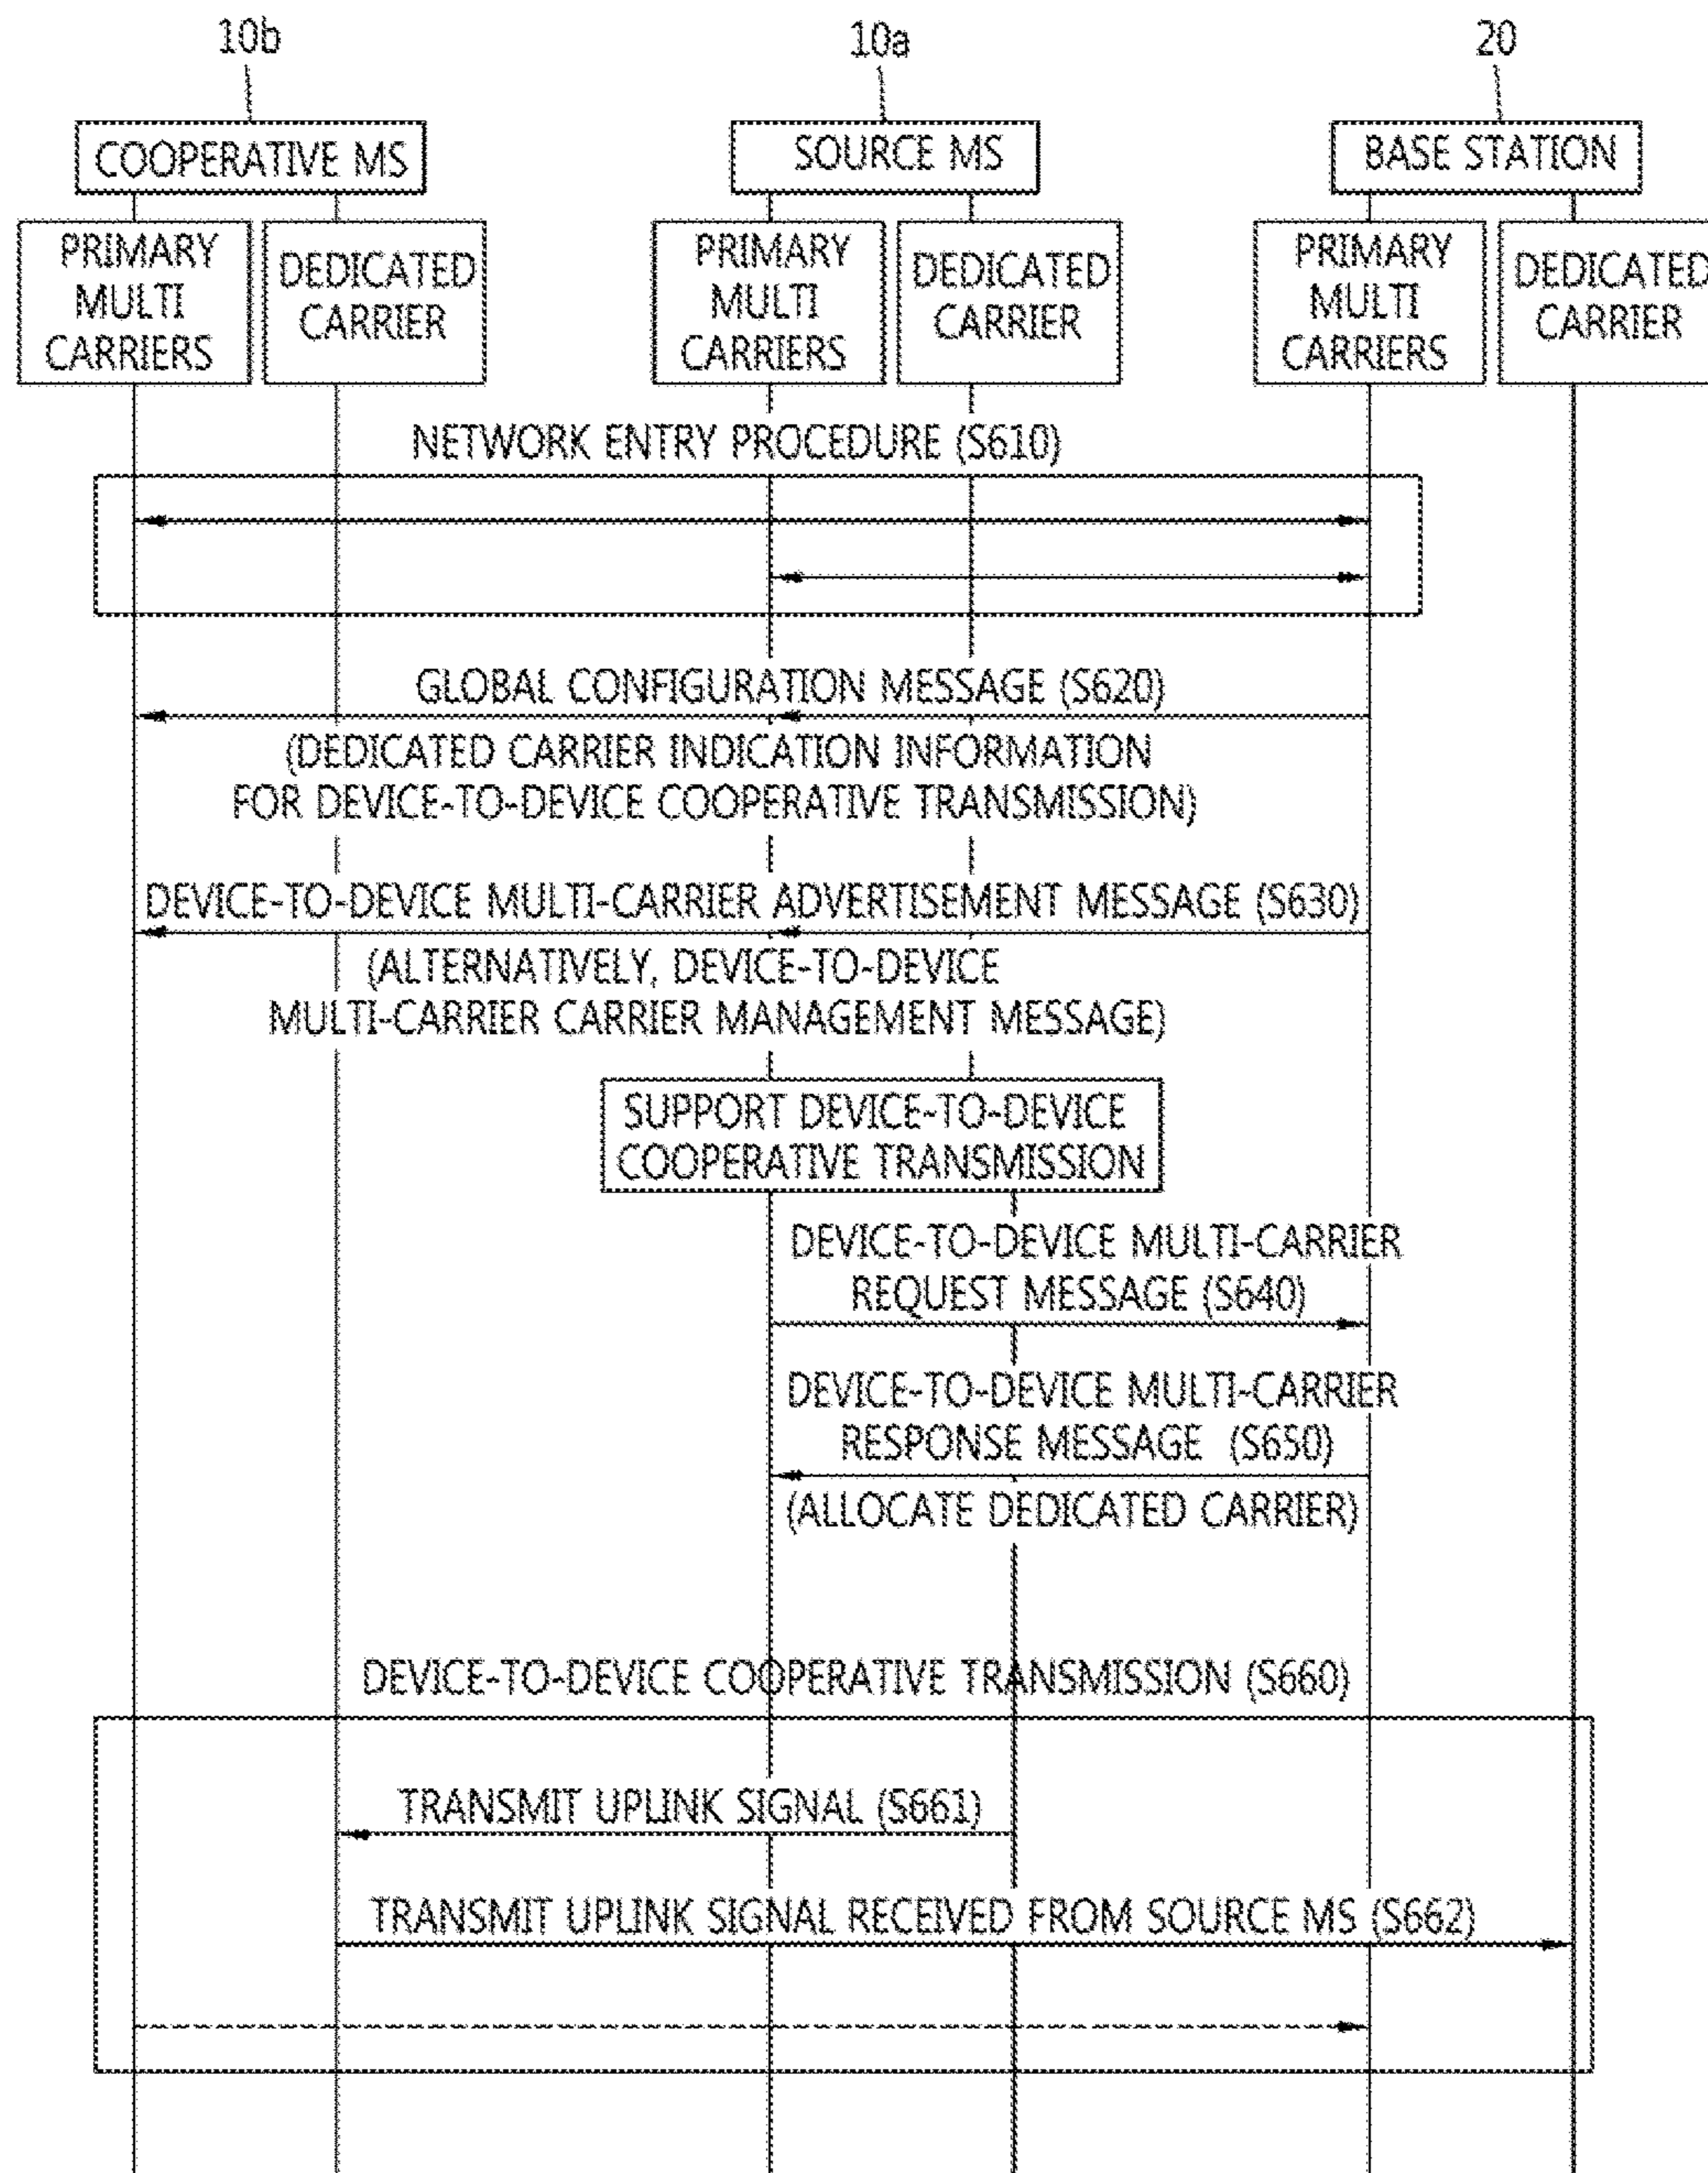 10b
10a
20
COOPERATIVE MS
SOURCE MS
BASE STATION
PRIMARY
MULTI
CARRIERS
DEDICATED
CARRIER
PRIMARY
MULTI
CARRIERS
DEDICATED
CARRIER
PRIMARY
MULTI
CARRIERS
DEDICATED
CARRIER
NETWORK ENTRY PROCEDURE (S610)
GLOBAL CONFIGURATION MESSAGE (S620)
(DEDICATED CARRIER INDICATION INFORMATION
FOR DEVICE-TO-DEVICE COOPERATIVE TRANSMISSION)
DEVICE-TO-DEVICE MULTI-CARRIER ADVERTISEMENT MESSAGE (S630)
(ALTERNATIVELY, DEVICE-TO-DEVICE
MULTI-CARRIER CARRIER MANAGEMENT MESSAGE)
SUPPORT DEVICE-TO-DEVICE
COOPERATIVE TRANSMISSION
DEVICE-TO-DEVICE MULTI-CARRIER
REQUEST MESSAGE (S640)
DEVICE-TO-DEVICE MULTI-CARRIER
RESPONSE MESSAGE (S650)
(ALLOCATE DEDICATED CARRIER)
DEVICE-TO-DEVICE COOPERATIVE TRANSMISSION (S660)
TRANSMIT UPLINK SIGNAL (S661)
TRANSMIT UPLINK SIGNAL RECEIVED FROM SOURCE MS (S662)